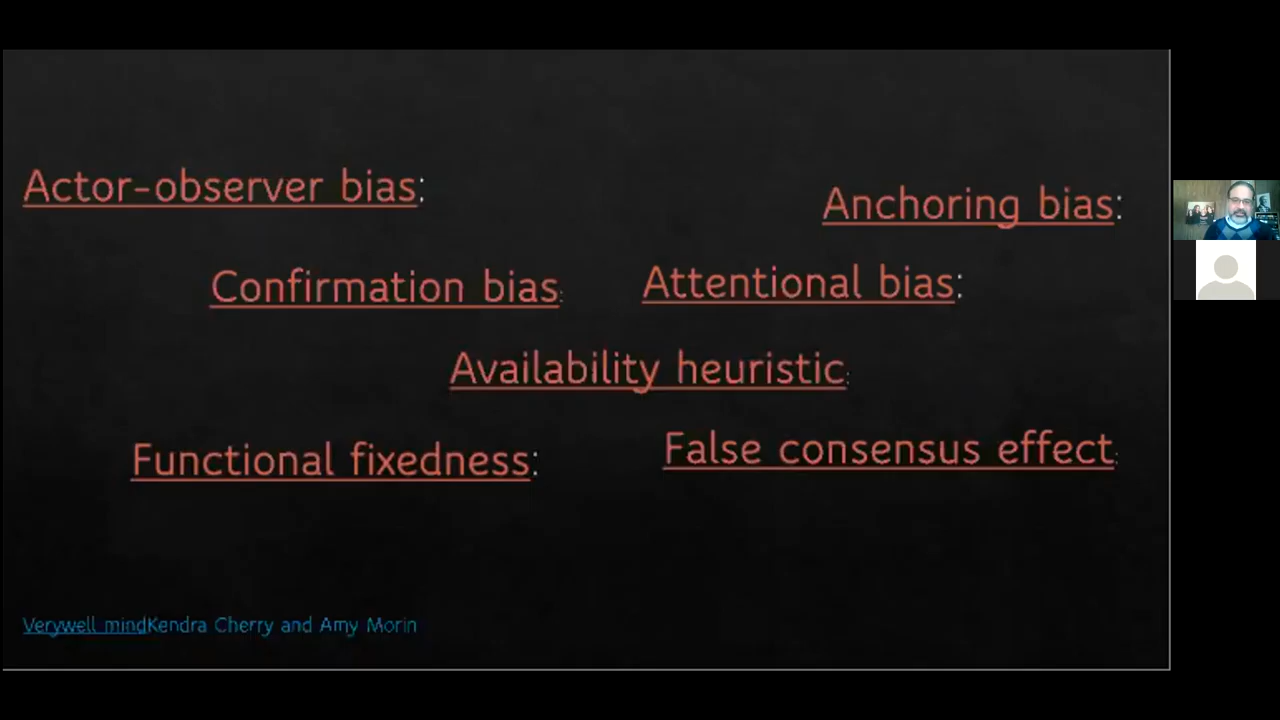 Actor-observer bias:
Anchoring bias:
Confirmation bias:
Attentional bias:
Availability heuristic:
Functional fixedness:
False consensus effect:
Verywell mindKendra Cherry and Amy Morin